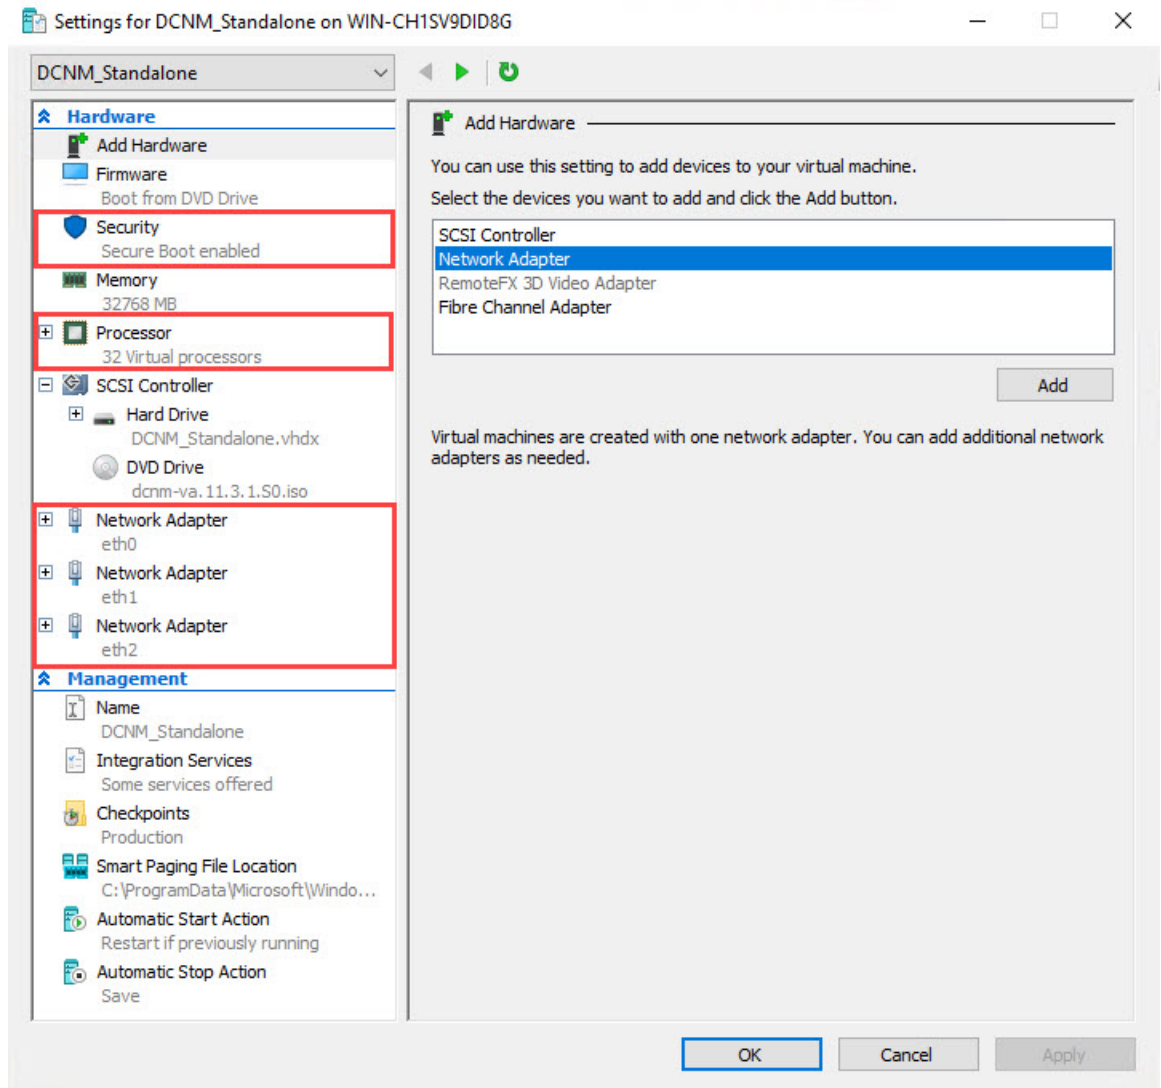 Settings for DCNM_Standalone on WIN-CH1SV9DID8G
DCNM_Standalone
Hardware
Add Hardware
Firmware
Boot from DVD Drive
Security
Secure Boot enabled
Memory
32768 MB
Processor
32 Virtual processors
SCSI Controller
Hard Drive
DCNM_Standalone.vhdx
DVD Drive
dcnm-va.11.3.1.S0.iso
Network Adapter
eth0
Network Adapter
eth1
Network Adapter
eth2
Management
Name
DCNM_Standalone
Integration Services
Some services offered
Checkpoints
Production
Smart Paging File Location
C:\ProgramData\Microsoft\Windo...
Automatic Start Action
Restart if previously running
Automatic Stop Action
Save
Add Hardware
You can use this setting to add devices to your virtual machine.
Select the devices you want to add and click the Add button.
SCSI Controller
Network Adapter
RemoteFX 3D Video Adapter
Fibre Channel Adapter
Add
Virtual machines are created with one network adapter. You can add additional network
adapters as needed.
OK
Cancel
Apply